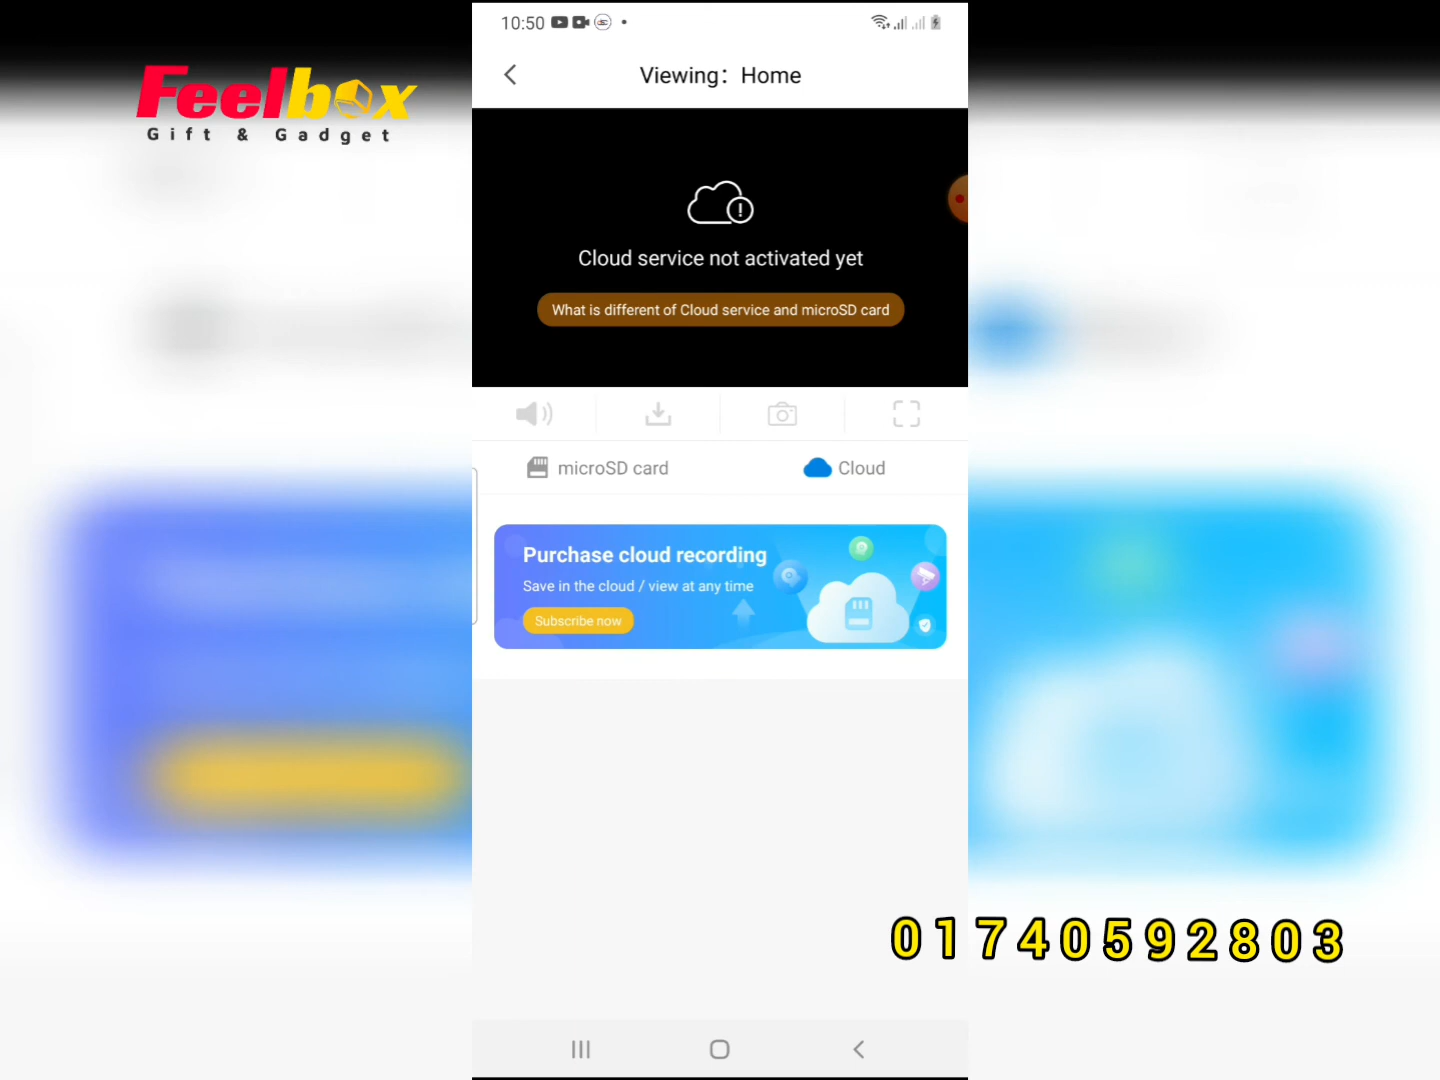 10:50
Viewing: Home
Feelbox
Gift & Gadget
Cloud service not activated yet
What is different of Cloud service and microSD card
microSD card
Cloud
Purchase cloud recording
Save in the cloud / view at any time
Subscribe now
01740592803